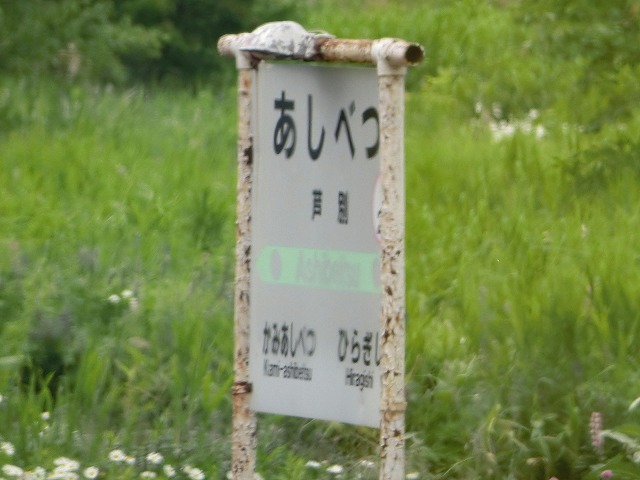 あしべつ
芦別
Ashibetsu
かみあしべつ ひらぎし
Kami-ashibetsu Hiragishi